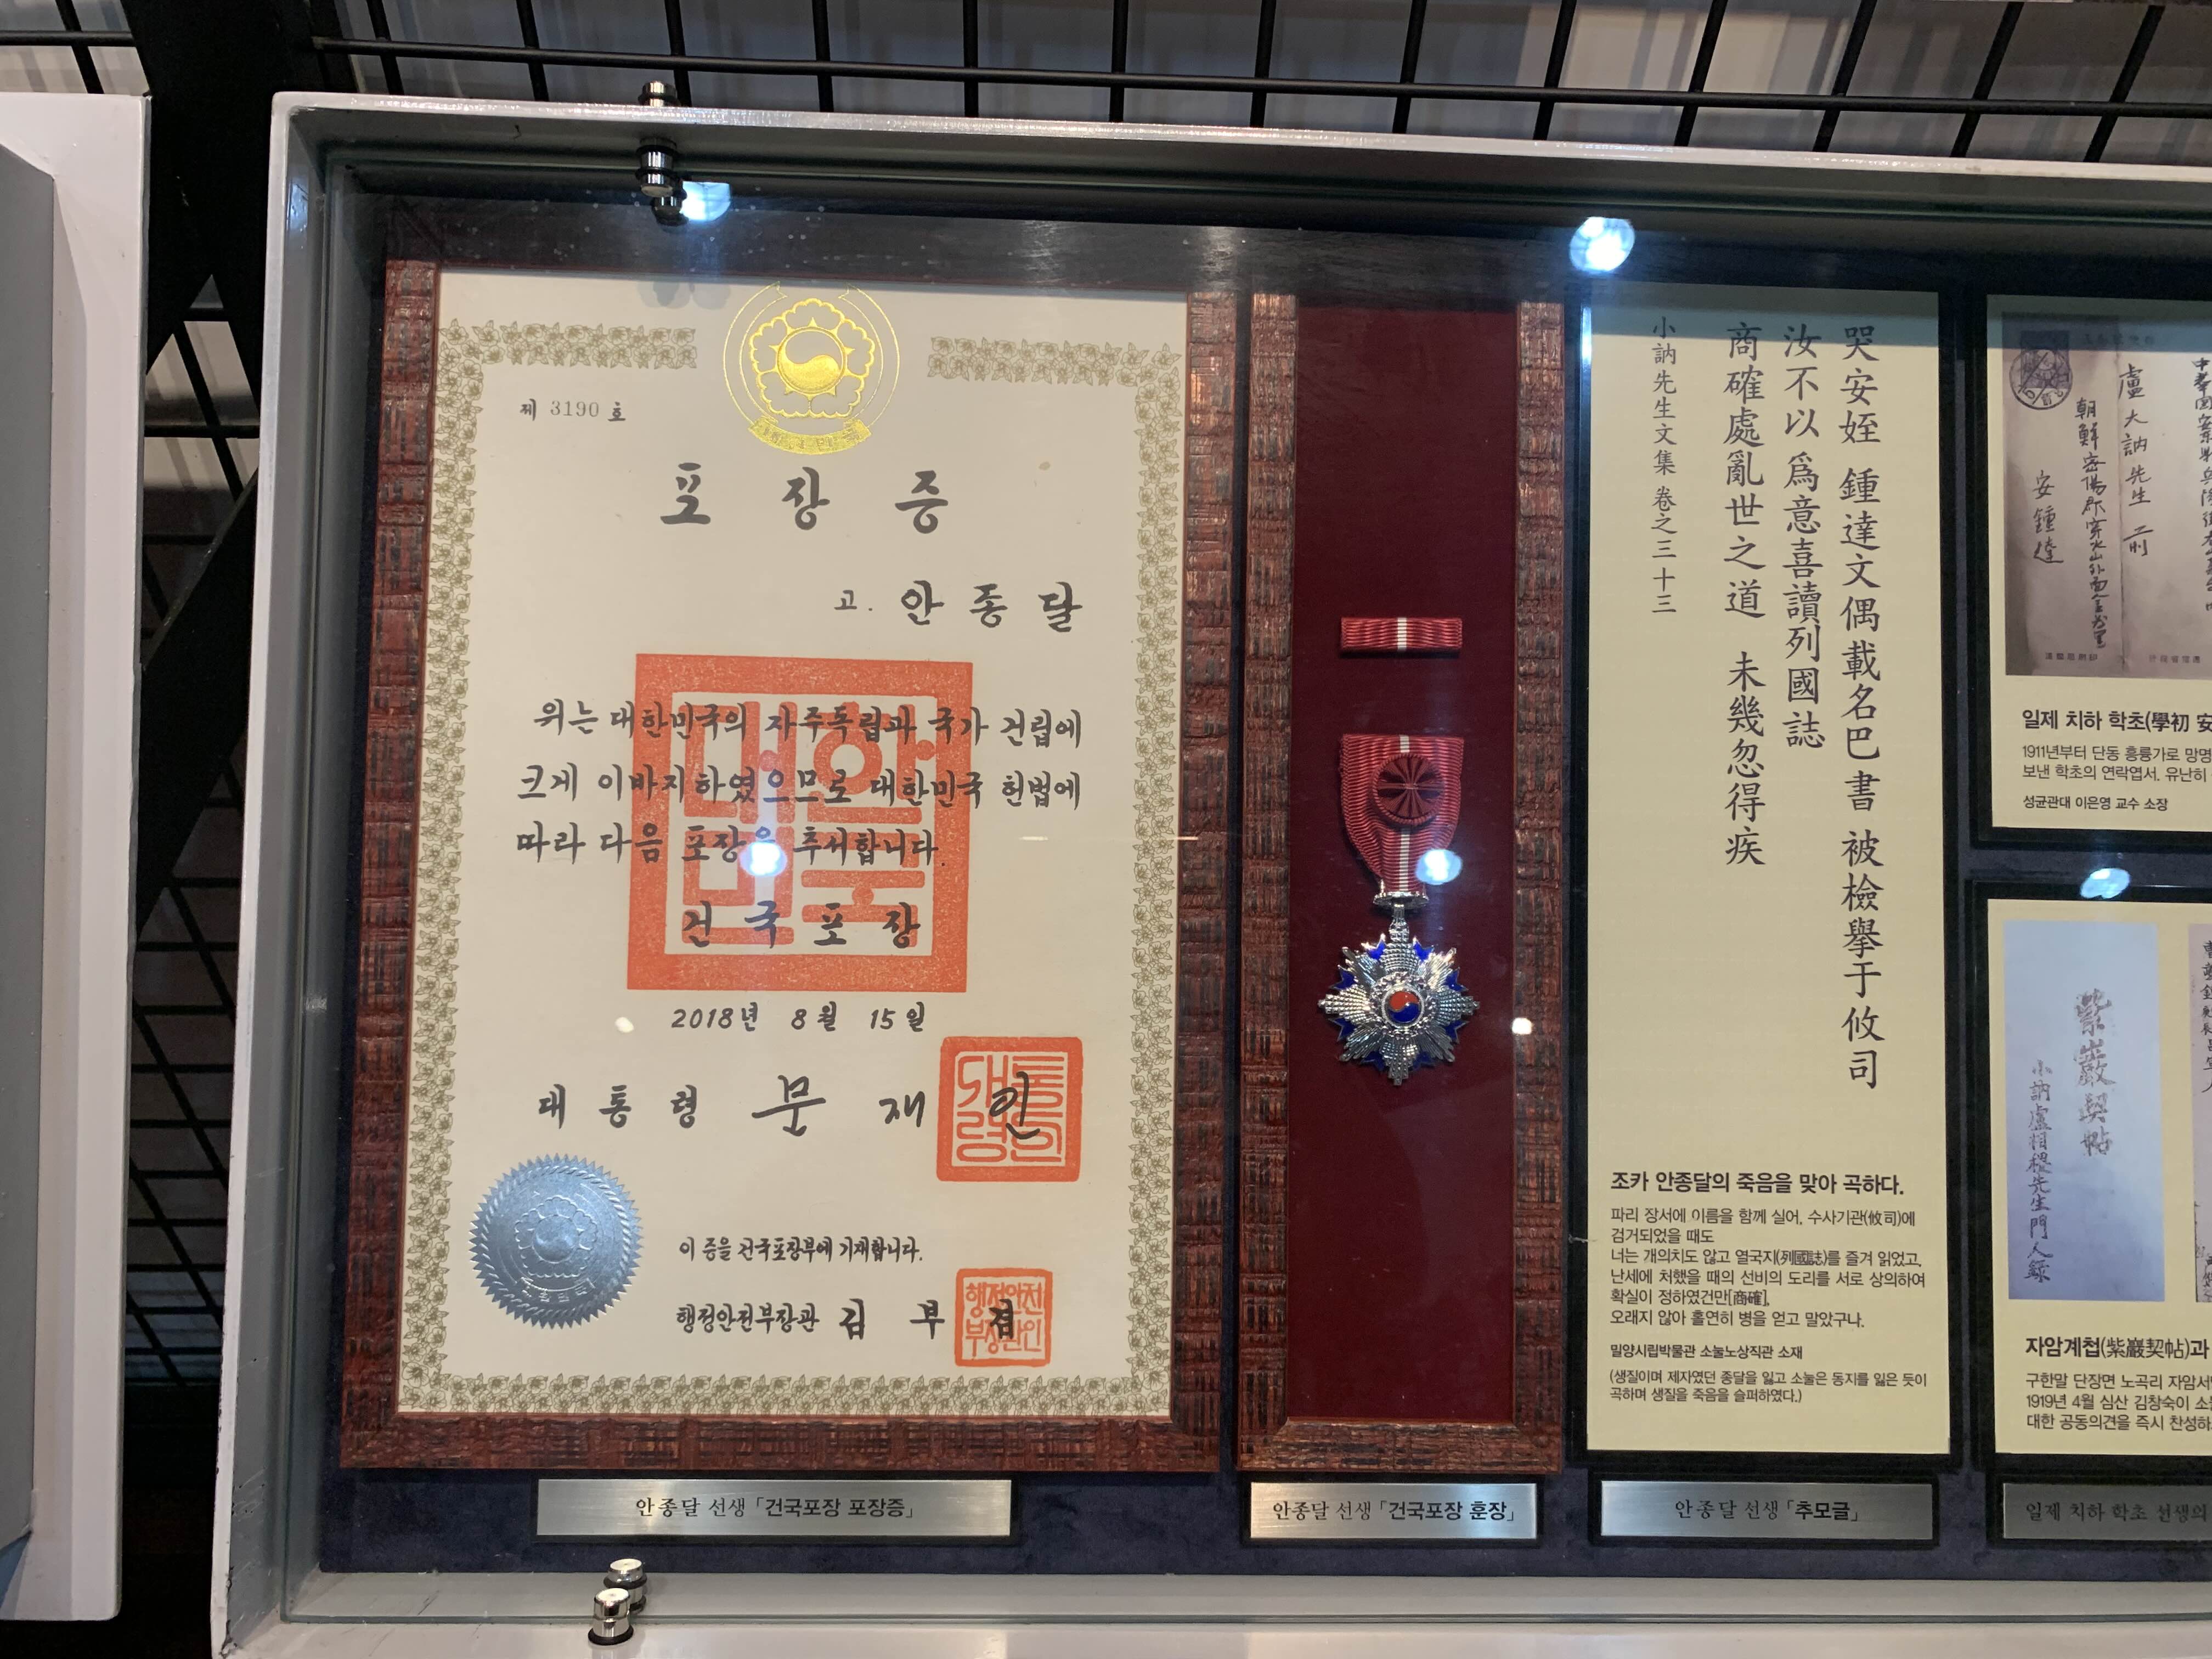 제 3190 호
포 장 증
고. 안 종 달
위는 대한민국의 자주독립과 국가 건립에
크게 이바지하였으므로 대한민국 헌법에
따라 다음 포장을 추서합니다.
건 국 포 장
2018년 8월 15일
대 통 령 문 재 인
이 증을 건국포장부에 기재합니다.
행정안전부장관 김 부 겸
안종달 선생 「건국포장 포장증」
안종달 선생 「건국포장 훈장」
哭安姪 鍾達文偶載名巴書 被檢擧于攸司
汝不以爲意喜讀列國誌
商確處亂世之道 未幾忽得疾
小訥先生文集 卷之三十三
조카 안종달의 죽음을 맞아 곡하다.
파리 장서에 이름을 함께 실어, 수사기관(攸司)에
검거되었을 때도
너는 개의치도 않고 열국지(列國誌)를 즐겨 읽었고,
난세에 처했을 때의 선비의 도리를 서로 상의하여
확실이 정하였건만[商確],
오래지 않아 홀연히 병을 얻고 말았구나.
밀양시립박물관 소눌노상직관 소재
(생질이며 제자였던 종달을 잃고 소눌은 동지를 잃은 듯이
곡하며 생질을 죽음을 슬퍼하였다.)
안종달 선생 「추모글」
盧大訥先生 前
安鍾達
일제 치하 학초(學初 安
1911년부터 단동 흥륭가로 망명
보낸 학초의 연락엽서. 유난히
성균관대 이은영 교수 소장
紫巖契帖
小訥盧相稷先生門人錄
자암계첩(紫巖契帖)과
구한말 단장면 노곡리 자암서
1919년 4월 심산 김창숙이 소
대한 공동의견을 즉시 찬성하
일제 치하 학초 선생의